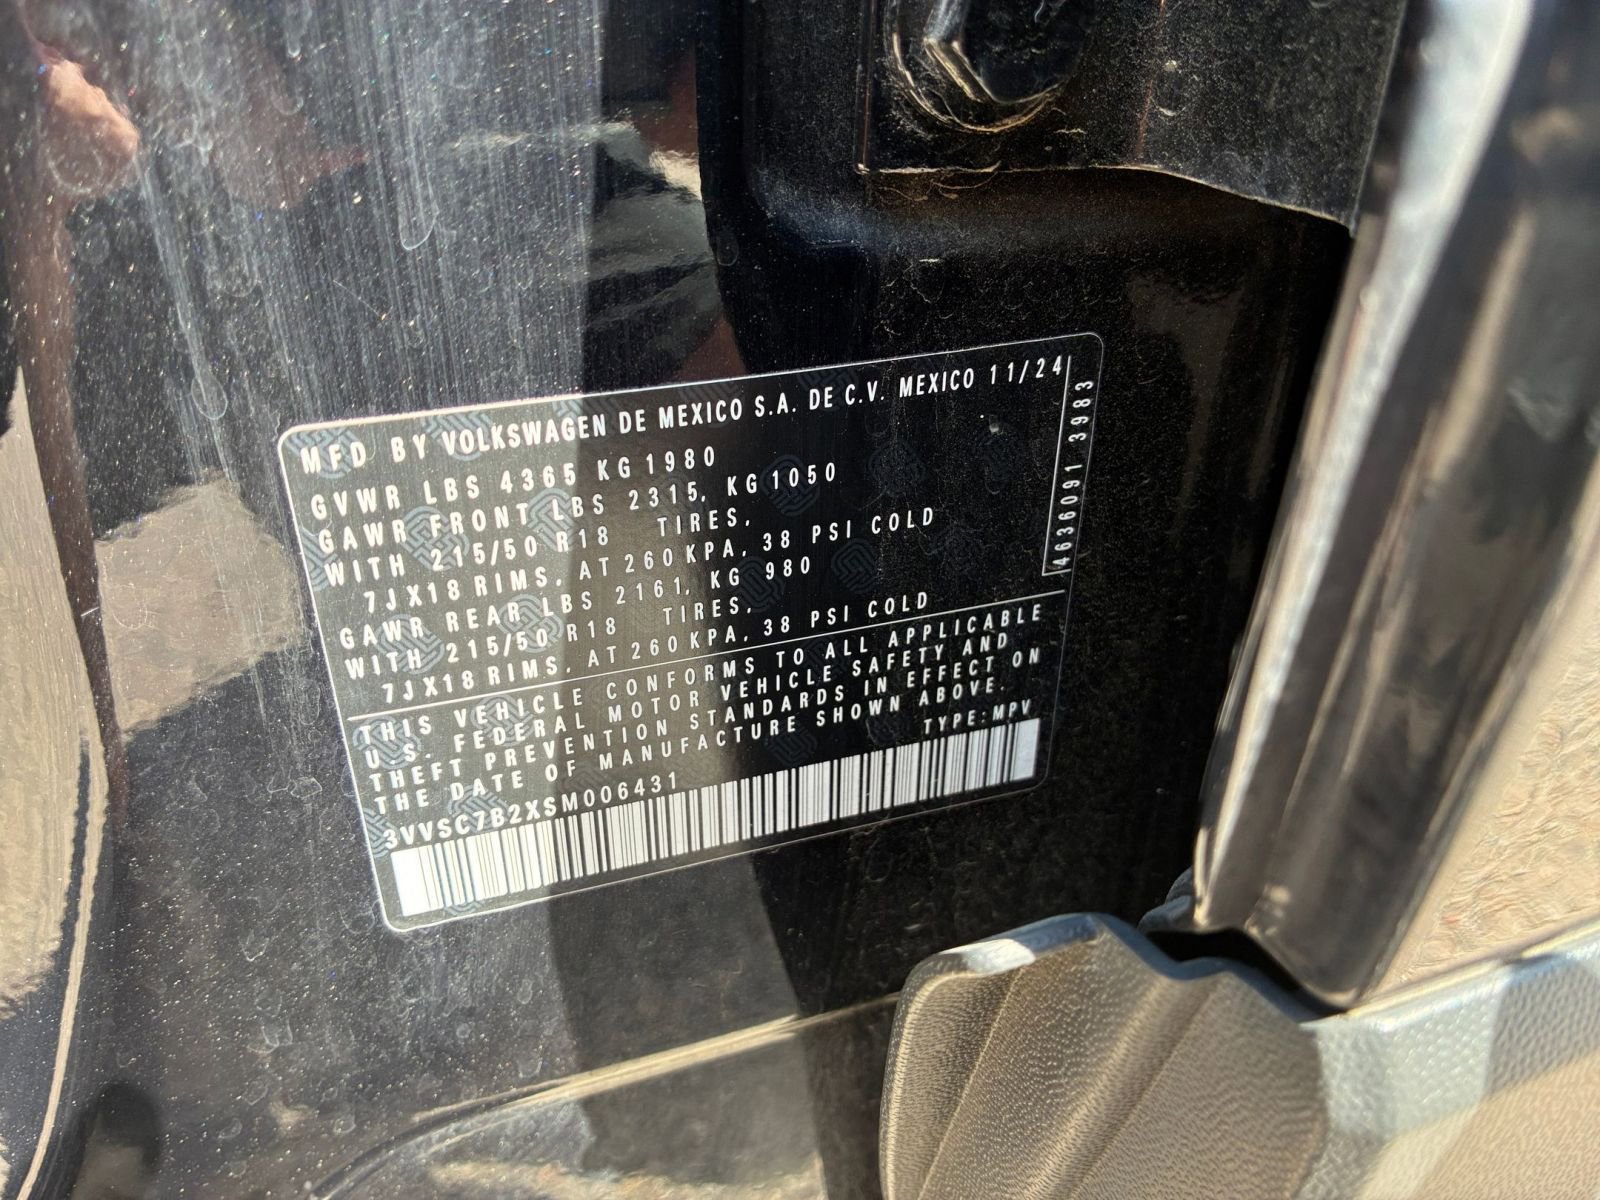 MFD BY VOLKSWAGEN DE MEXICO S.A. DE C.V. MEXICO 11/24
GVWR LBS 4365 KG 1980
GAWR FRONT LBS 2315, KG 1050
WITH 215/50 R18 TIRES,
7JX18 RIMS, AT 260 KPA, 38 PSI COLD
GAWR REAR LBS 2161, KG 980
WITH 215/50 R18 TIRES,
7JX18 RIMS, AT 260 KPA, 38 PSI COLD
4636091 3983
THIS VEHICLE CONFORMS TO ALL APPLICABLE
U.S. FEDERAL MOTOR VEHICLE SAFETY AND
THEFT PREVENTION STANDARDS IN EFFECT ON
THE DATE OF MANUFACTURE SHOWN ABOVE.
TYPE: MPV
3VVSC7B2XSM006431